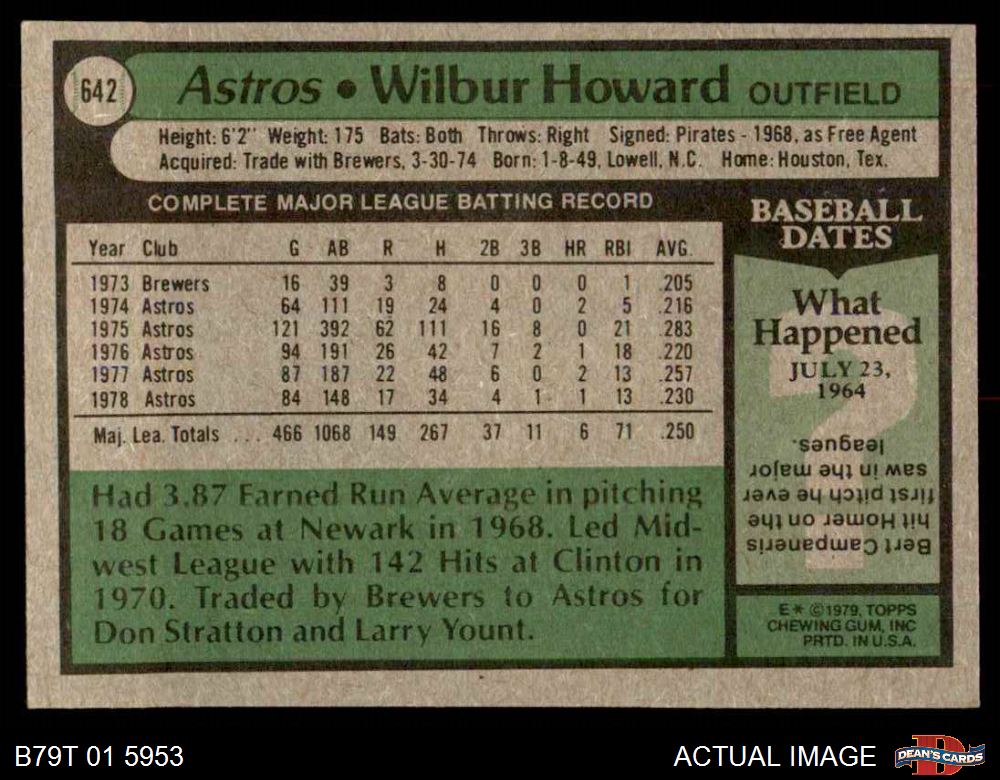 642
Astros • Wilbur Howard OUTFIELD
Height: 6'2" Weight: 175 Bats: Both Throws: Right Signed: Pirates - 1968, as Free Agent
Acquired: Trade with Brewers, 3-30-74 Born: 1-8-49, Lowell, N.C. Home: Houston, Tex.
COMPLETE MAJOR LEAGUE BATTING RECORD
Year Club G AB R H 2B 3B HR RBI AVG.
1973 Brewers 16 39 3 8 0 0 0 1 .205
1974 Astros 64 111 19 24 4 0 2 5 .216
1975 Astros 121 392 62 111 16 8 0 21 .283
1976 Astros 94 191 26 42 7 2 1 18 .220
1977 Astros 87 187 22 48 6 0 2 13 .257
1978 Astros 84 148 17 34 4 1 1 13 .230
Maj. Lea. Totals ... 466 1068 149 267 37 11 6 71 .250
Had 3.87 Earned Run Average in pitching
18 Games at Newark in 1968. Led Mid-
west League with 142 Hits at Clinton in
1970. Traded by Brewers to Astros for
Don Stratton and Larry Yount.
BASEBALL
DATES
What
Happened
JULY 23,
1964
Bert Campaneris
hit Homer on the
first pitch he ever
saw in the major
leagues.
E* ©1979, TOPPS
CHEWING GUM, INC
PRTD. IN U.S.A.
B79T 01 5953
ACTUAL IMAGE
DEAN'S CARDS